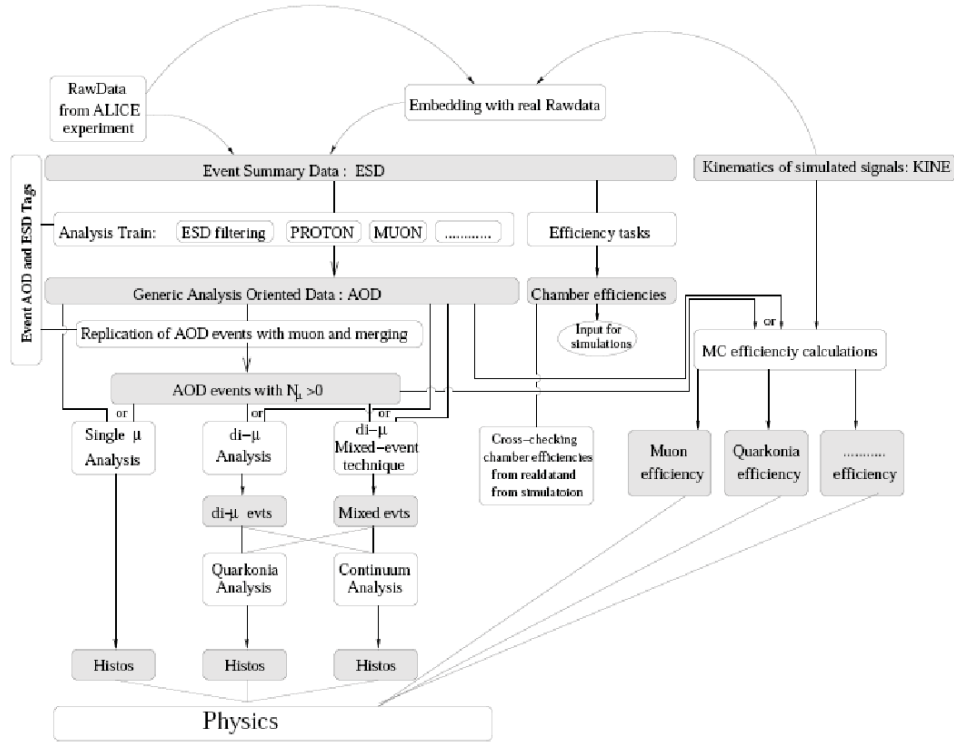 RawData
from ALICE
experiment
Embedding with real Rawdata
Event AOD and ESD Tags
Event Summary Data : ESD
Kinematics of simulated signals: KINE
Analysis Train: ESD filtering PROTON MUON ............
Efficiency tasks
Generic Analysis Oriented Data : AOD
Chamber efficiencies
Replication of AOD events with muon and merging
Input for
simulations
or
MC efficienciy calculations
AOD events with Nμ >0
or
or
or
Single μ
Analysis
di-μ
Analysis
di-μ
Mixed-event
technique
Cross-checking
chamber efficiencies
from realdatand
from simulatoion
Muon
efficiency
Quarkonia
efficiency
............
efficiency
di-μ evts
Mixed evts
Quarkonia
Analysis
Continuum
Analysis
Histos
Histos
Histos
Physics